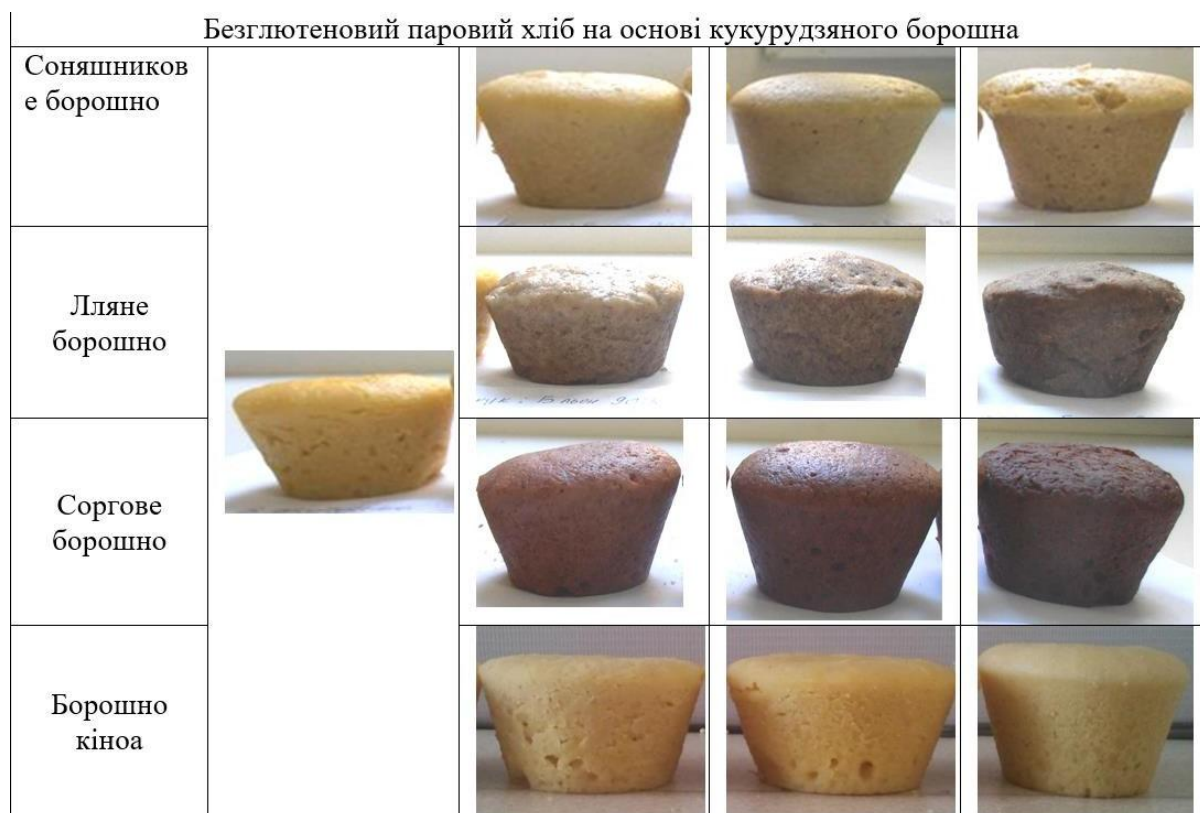 Безглютеновий паровий хліб на основі кукурудзяного борошна
Соняшников
е борошно
Лляне
борошно
Соргове
борошно
Борошно
кіноа